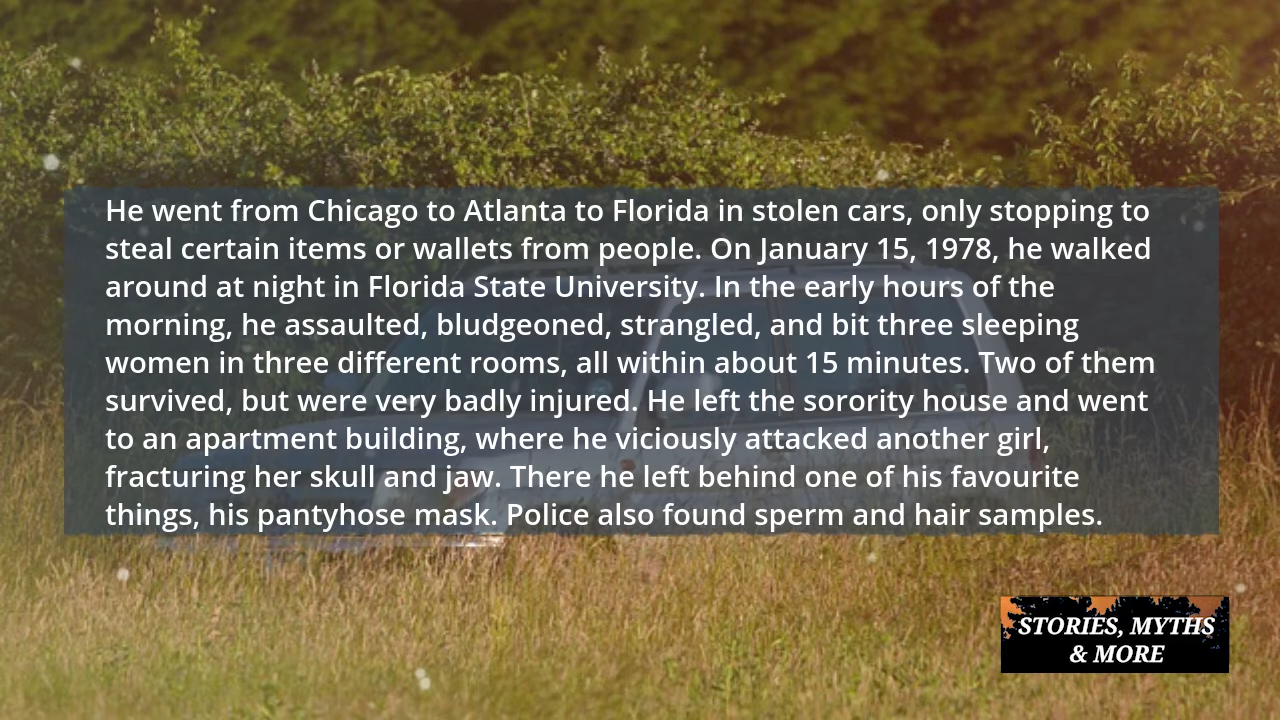 He went from Chicago to Atlanta to Florida in stolen cars, only stopping to
steal certain items or wallets from people. On January 15, 1978, he walked
around at night in Florida State University. In the early hours of the
morning, he assaulted, bludgeoned, strangled, and bit three sleeping
women in three different rooms, all within about 15 minutes. Two of them
survived, but were very badly injured. He left the sorority house and went
to an apartment building, where he viciously attacked another girl,
fracturing her skull and jaw. There he left behind one of his favourite
things, his pantyhose mask. Police also found sperm and hair samples.
STORIES, MYTHS
& MORE